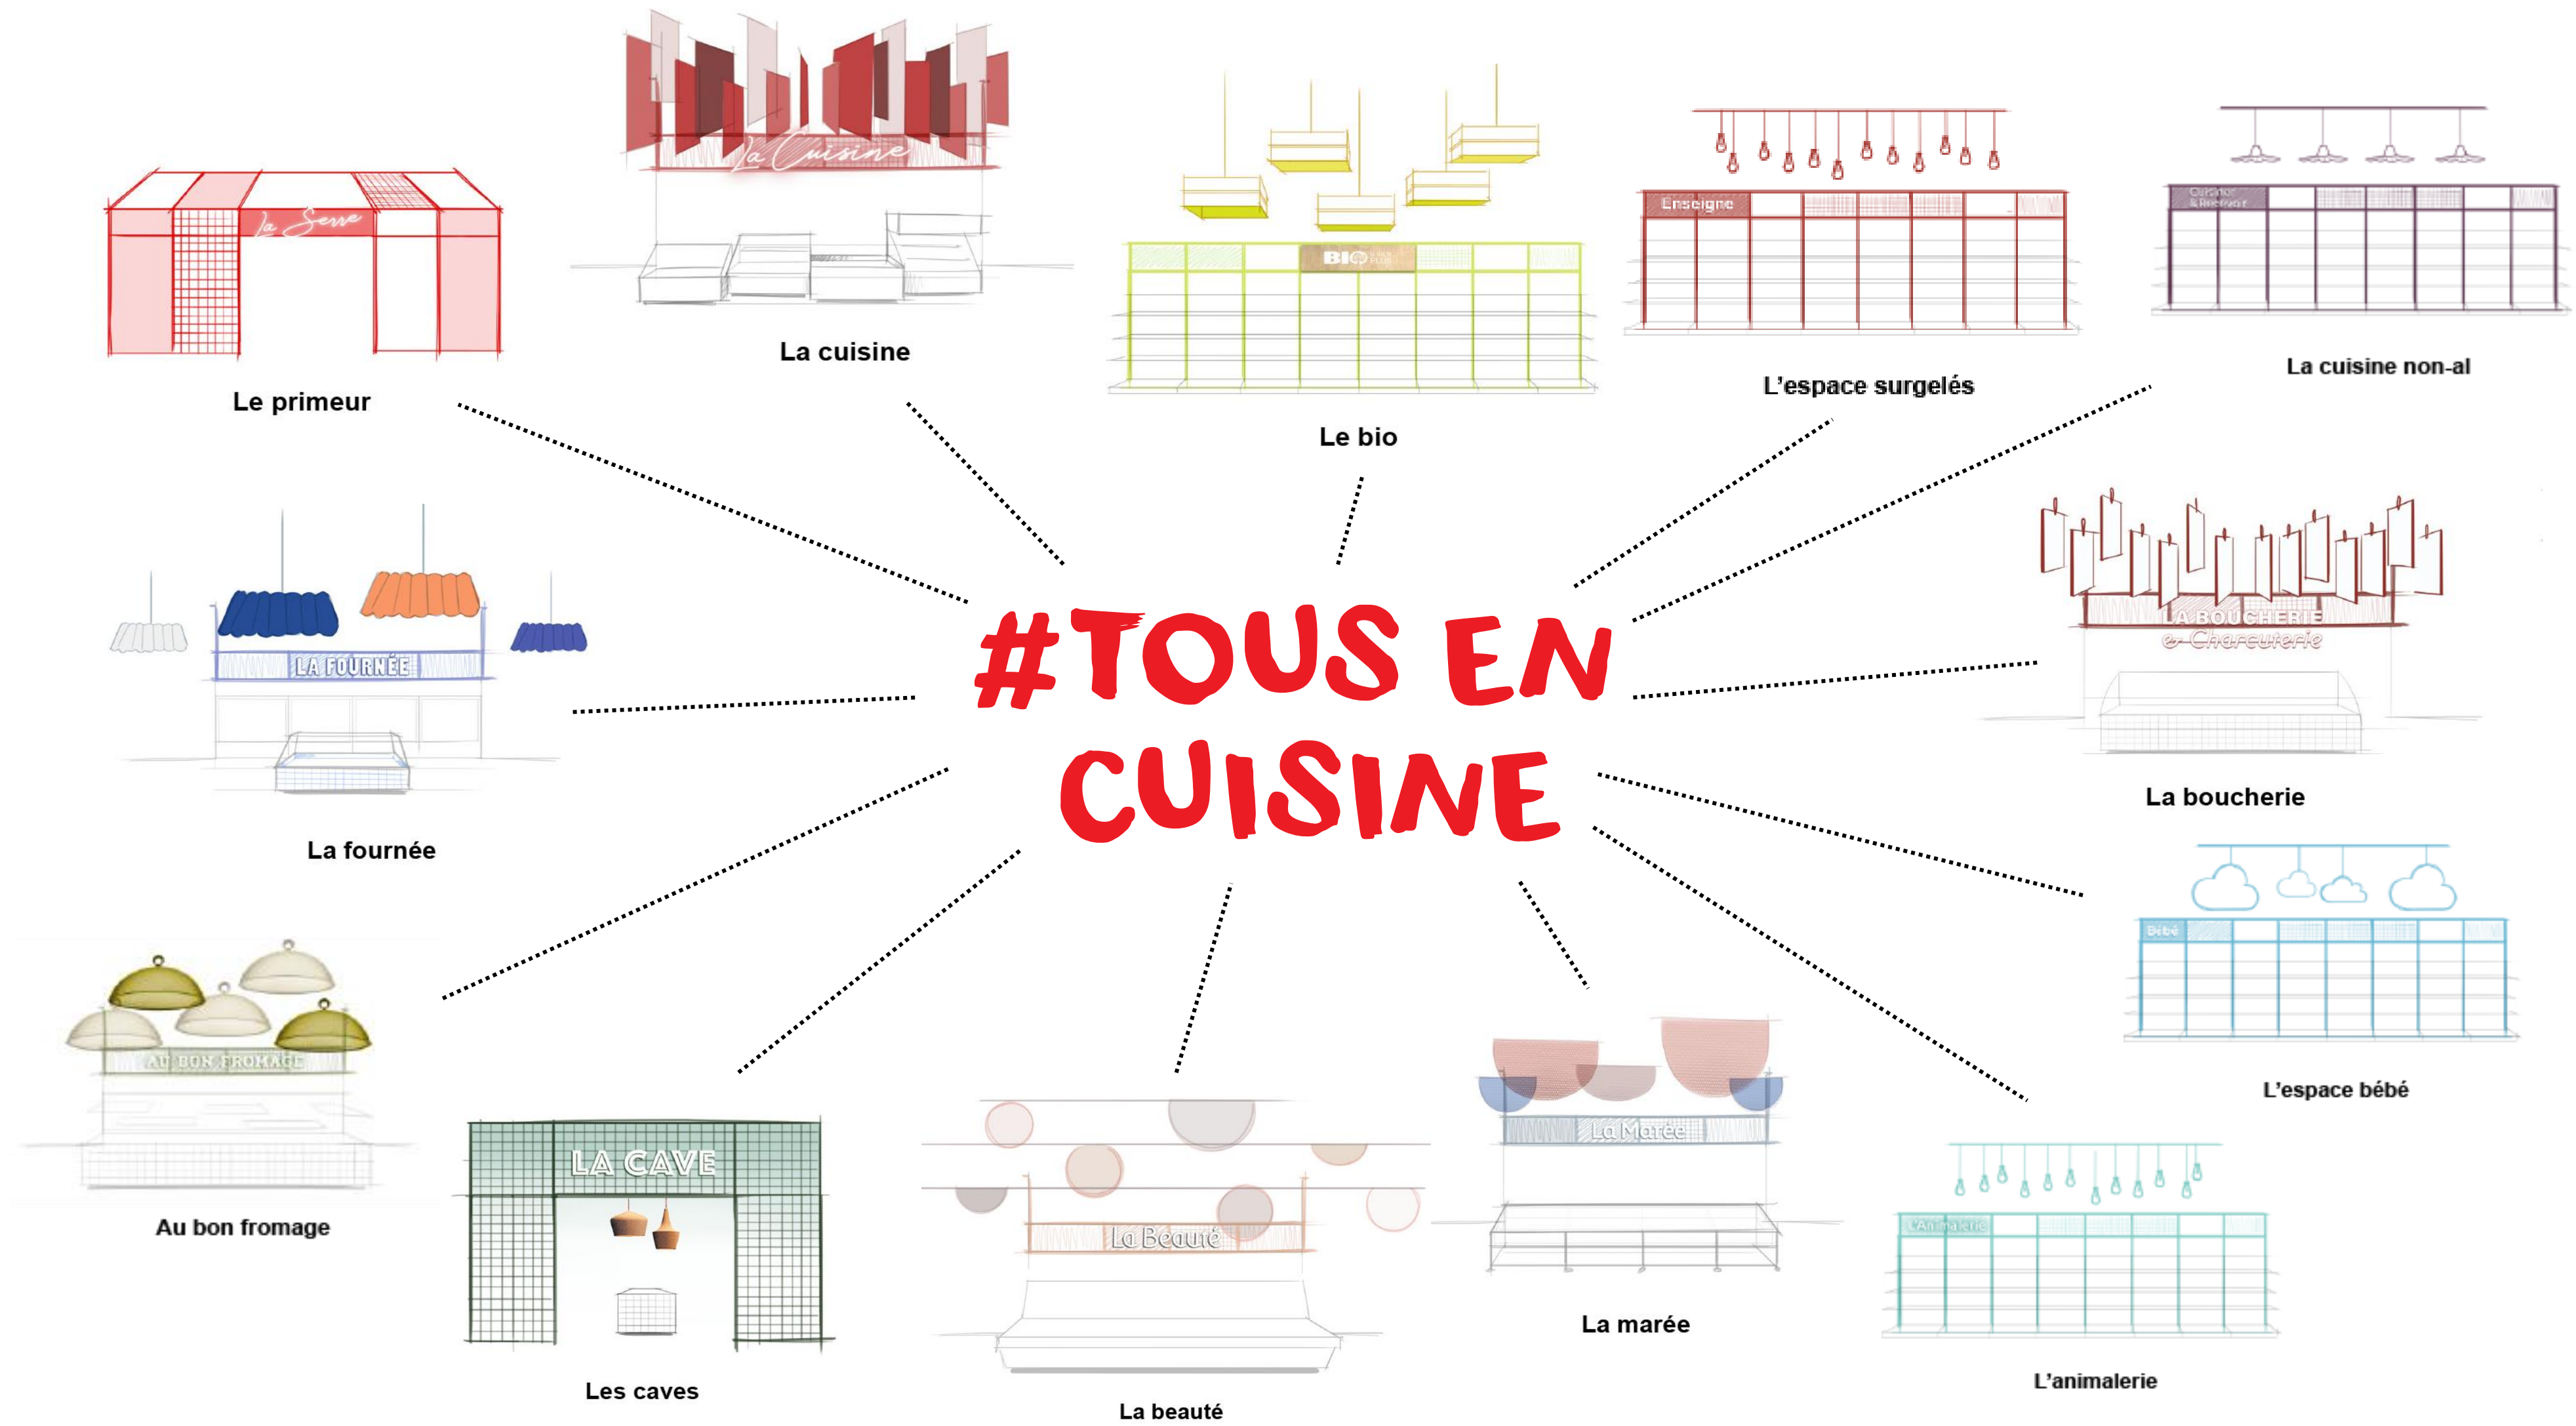 La Serre
Le primeur
La Cuisine
La cuisine
BIO
Le bio
Enseigne
L'espace surgelés
Cuisine
& Réservoir
La cuisine non-al
LA FOURNÉE
La fournée
#TOUS EN
CUISINE
LA BOUCHERIE
& Charcuterie
La boucherie
Bébé
L'espace bébé
AU BON FROMAGE
Au bon fromage
LA CAVE
Les caves
La Beauté
La beauté
La Marée
La marée
L'Animalerie
L'animalerie